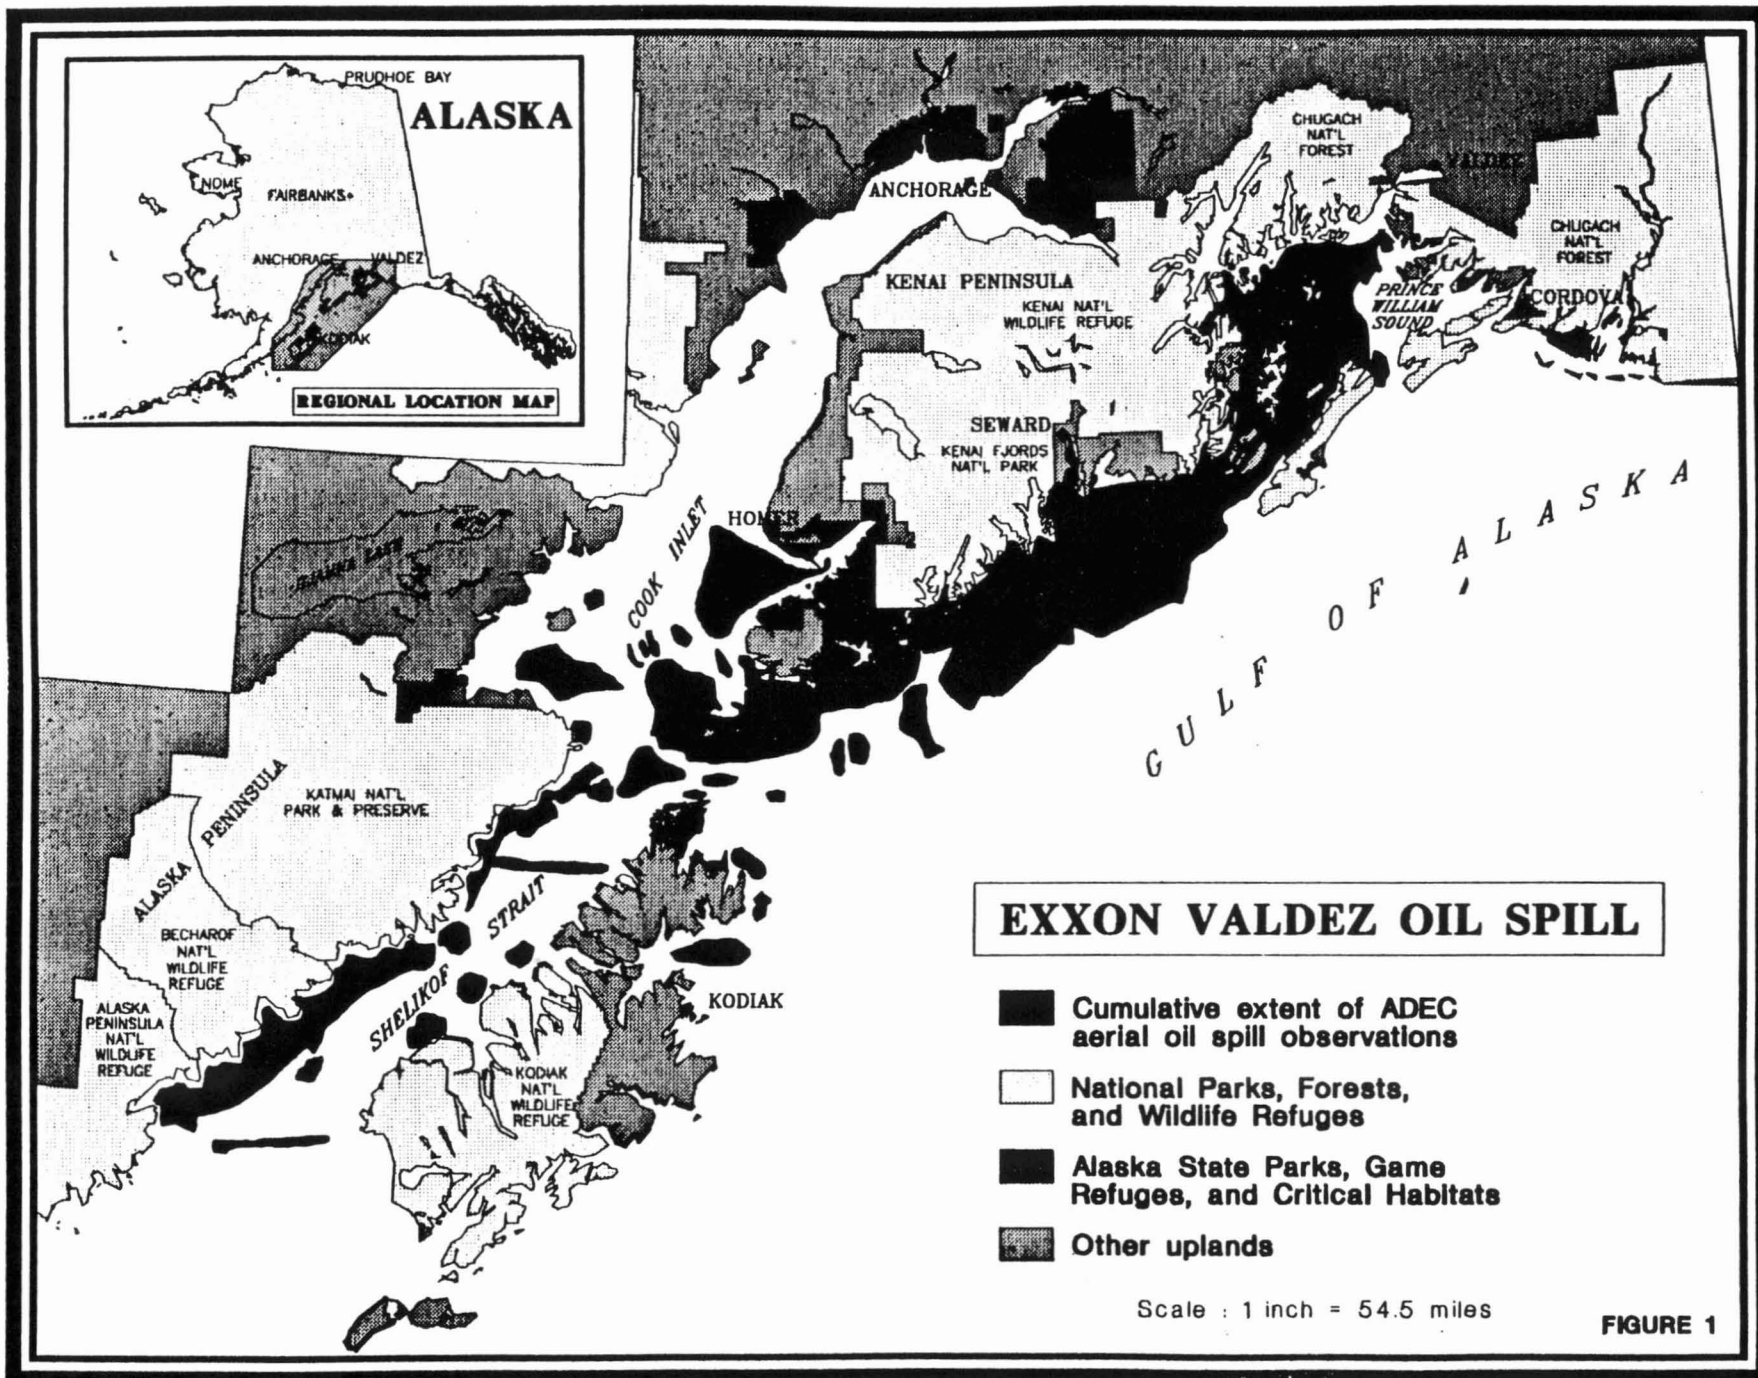 PRUDHOE BAY
ALASKA
NOME
FAIRBANKS
ANCHORAGE
VALDEZ
KODIAK
REGIONAL LOCATION MAP
CHUGACH
NAT'L
FOREST
VALDEZ
ANCHORAGE
CHUGACH
NAT'L
FOREST
KENAI PENINSULA
KENAI NAT'L
WILDLIFE REFUGE
PRINCE
WILLIAM
SOUND
CORDOVA
SEWARD
KENAI FJORDS
NAT'L PARK
HOMER
COOK INLET
GULF OF ALASKA
KATMAI NAT'L
PARK & PRESERVE
ALASKA PENINSULA
BECHAROF
NAT'L
WILDLIFE
REFUGE
ALASKA
PENINSULA
NAT'L
WILDLIFE
REFUGE
SHELIKOF STRAIT
KODIAK
KODIAK
NAT'L
WILDLIFE
REFUGE
EXXON VALDEZ OIL SPILL
Cumulative extent of ADEC
aerial oil spill observations
National Parks, Forests,
and Wildlife Refuges
Alaska State Parks, Game
Refuges, and Critical Habitats
Other uplands
Scale : 1 inch = 54.5 miles
FIGURE 1